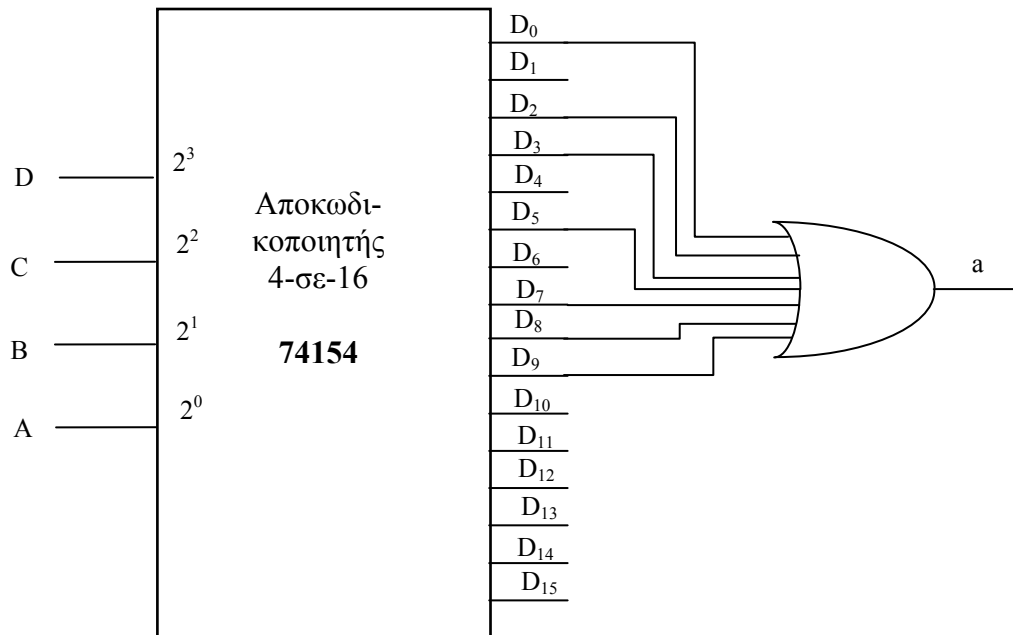 D
C
B
A
2³
2²
2¹
2⁰
Αποκωδι-
κοποιητής
4-σε-16
74154
D₀
D₁
D₂
D₃
D₄
D₅
D₆
D₇
D₈
D₉
D₁₀
D₁₁
D₁₂
D₁₃
D₁₄
D₁₅
a